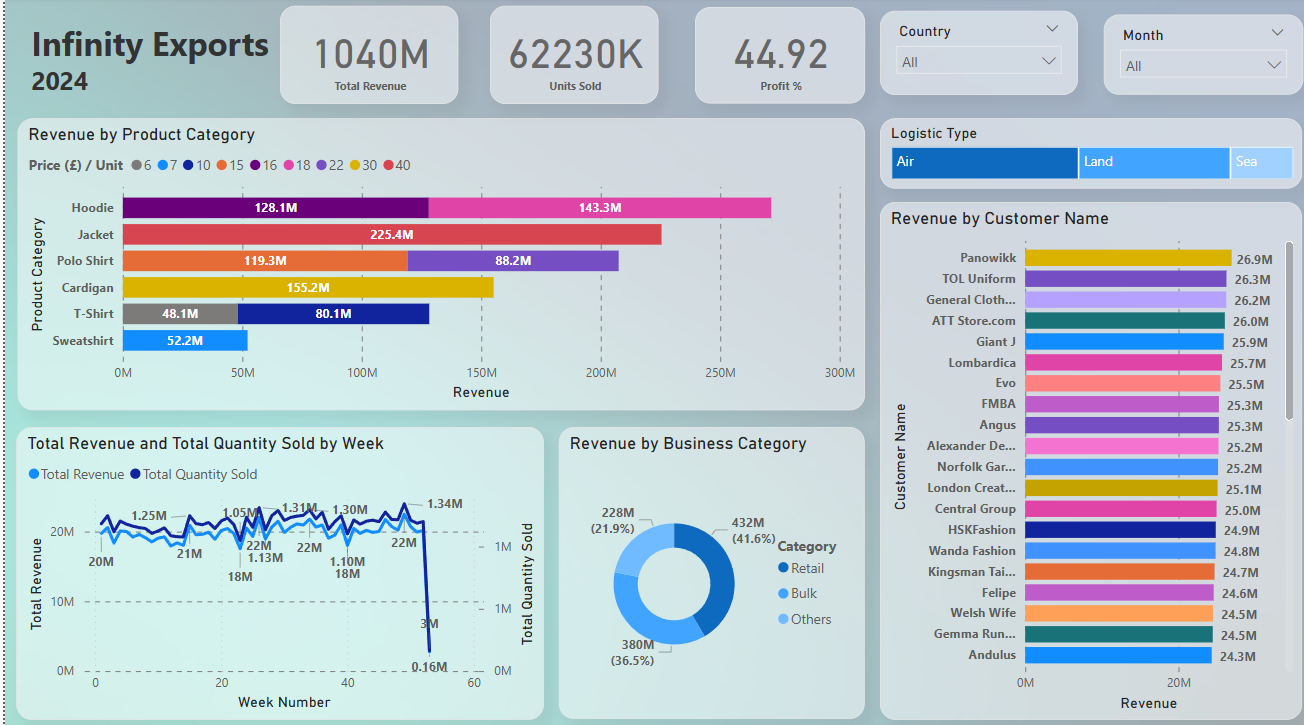 Infinity Exports
2024
1040M
Total Revenue
62230K
Units Sold
44.92
Profit %
Country
All
Month
All
Revenue by Product Category
Price (£) / Unit 6 7 10 15 16 18 22 30 40
Product Category
Hoodie 128.1M 143.3M
Jacket 225.4M
Polo Shirt 119.3M 88.2M
Cardigan 155.2M
T-Shirt 48.1M 80.1M
Sweatshirt 52.2M
0M 50M 100M 150M 200M 250M 300M
Revenue
Logistic Type
Air Land Sea
Revenue by Customer Name
Customer Name
Panowikk 26.9M
TOL Uniform 26.3M
General Cloth... 26.2M
ATT Store.com 26.0M
Giant J 25.9M
Lombardica 25.7M
Evo 25.5M
FMBA 25.3M
Angus 25.3M
Alexander De... 25.2M
Norfolk Gar... 25.2M
London Creat... 25.1M
Central Group 25.0M
HSKFashion 24.9M
Wanda Fashion 24.8M
Kingsman Tai... 24.7M
Felipe 24.6M
Welsh Wife 24.5M
Gemma Run... 24.5M
Andulus 24.3M
0M 20M
Revenue
Total Revenue and Total Quantity Sold by Week
Total Revenue Total Quantity Sold
Total Revenue
20M
10M
0M
1.25M
1.05M
1.31M
1.30M
1.34M
20M
21M
18M
22M
1.13M
22M
1.10M
18M
22M
3M
0.16M
1M
1M
0M
Total Quantity Sold
0 20 40 60
Week Number
Revenue by Business Category
228M
(21.9%)
432M
(41.6%)
380M
(36.5%)
Category
Retail
Bulk
Others